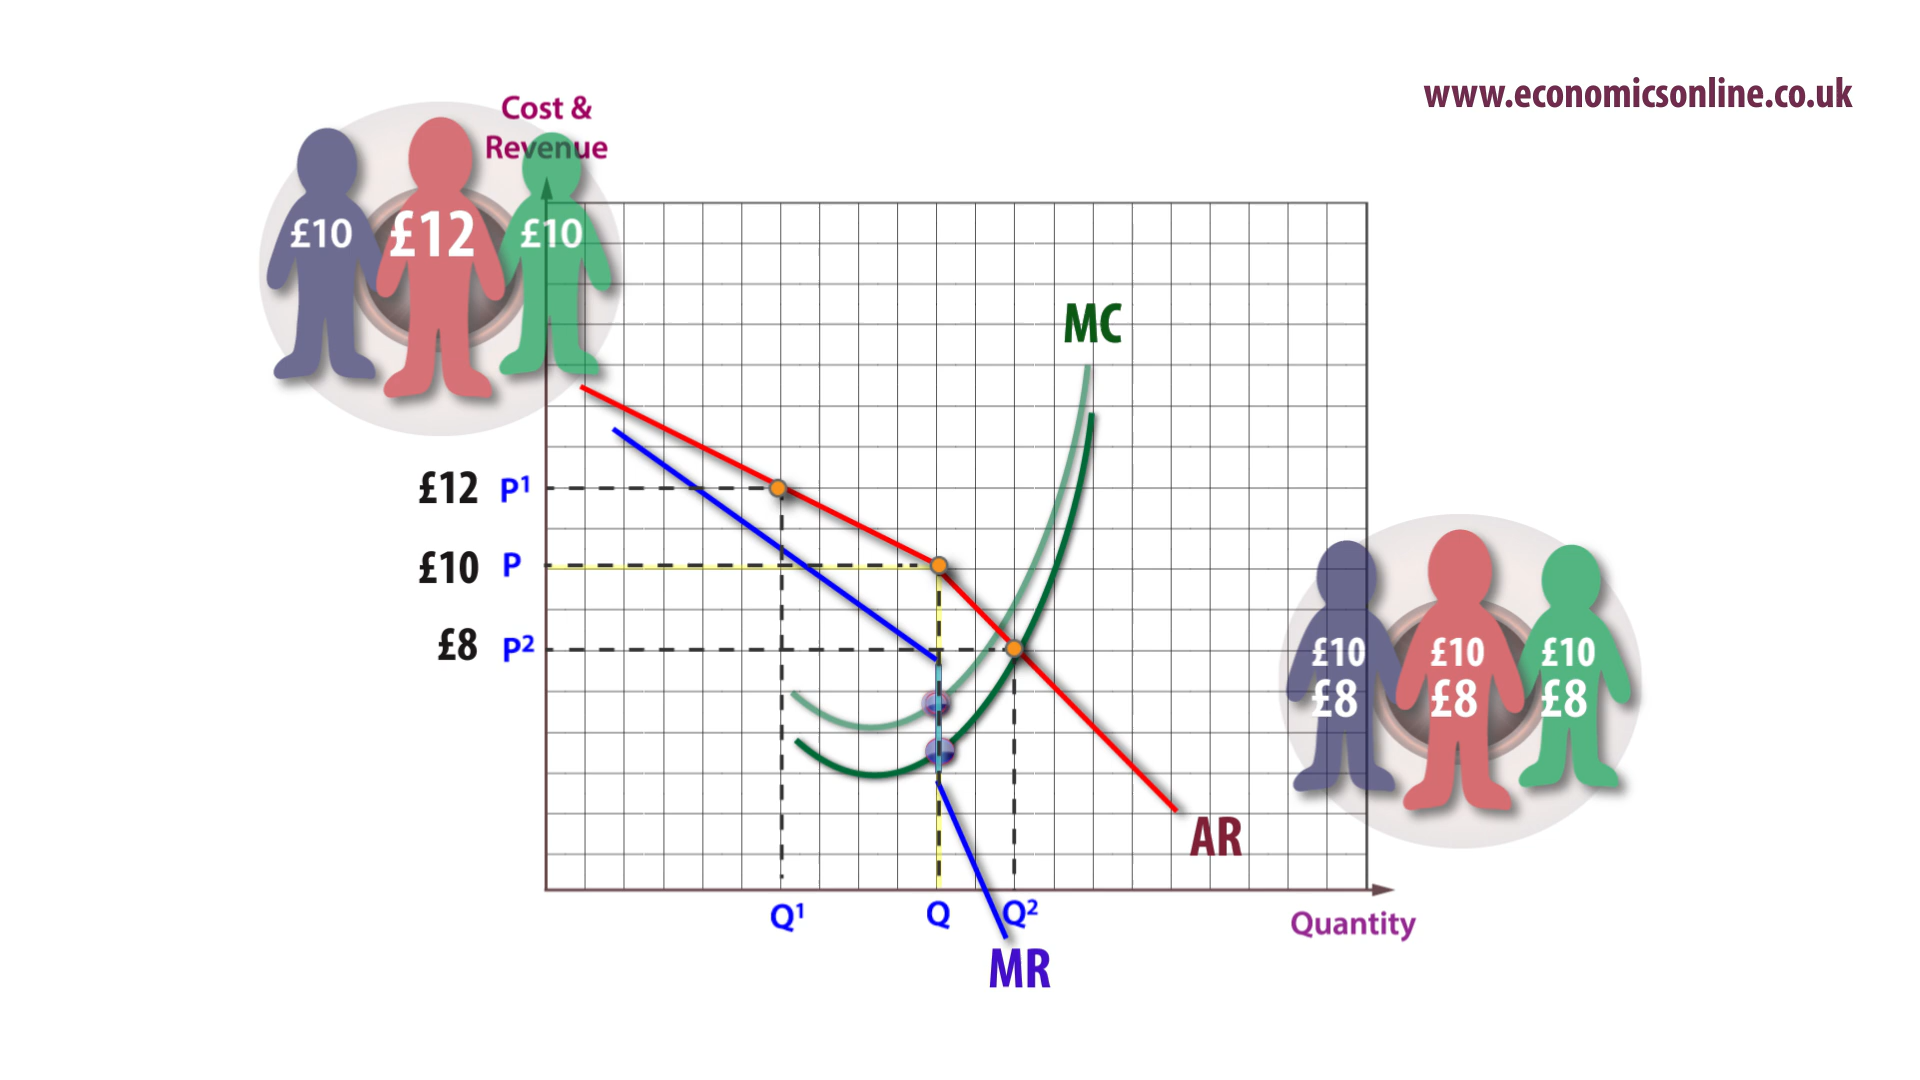 www.economicsonline.co.uk
Cost &
Revenue
£10 £12 £10
MC
£12 P¹
£10 P
£8 P²
£10 £10 £10
£8 £8 £8
AR
Q¹ Q Q²
Quantity
MR